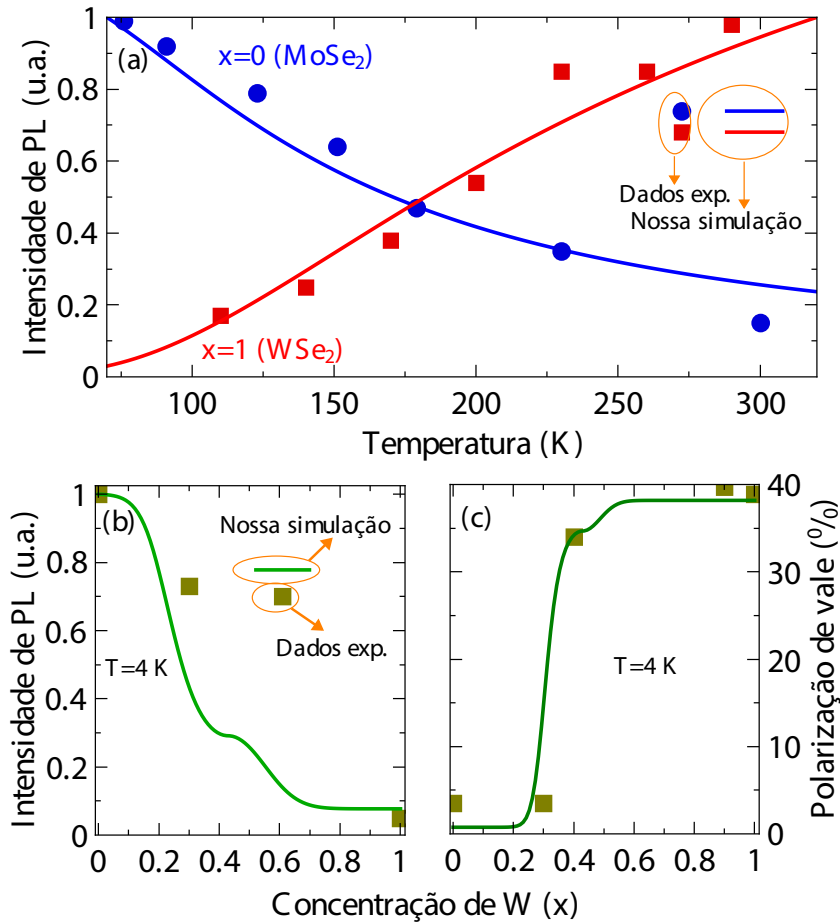 (a)
x=0 (MoSe₂)
x=1 (WSe₂)
Dados exp.
Nossa simulação
Intensidade de PL (u.a.)
1
0.8
0.6
0.4
0.2
0
100 150 200 250 300
Temperatura (K)
(b)
Nossa simulação
Dados exp.
T=4 K
Intensidade de PL (u.a.)
1
0.8
0.6
0.4
0.2
0
0 0.2 0.4 0.6 0.8 1
(c)
T=4 K
40
30
20
10
0
Polarização de vale (%)
0.0 0.2 0.4 0.6 0.8 1
Concentração de W (x)